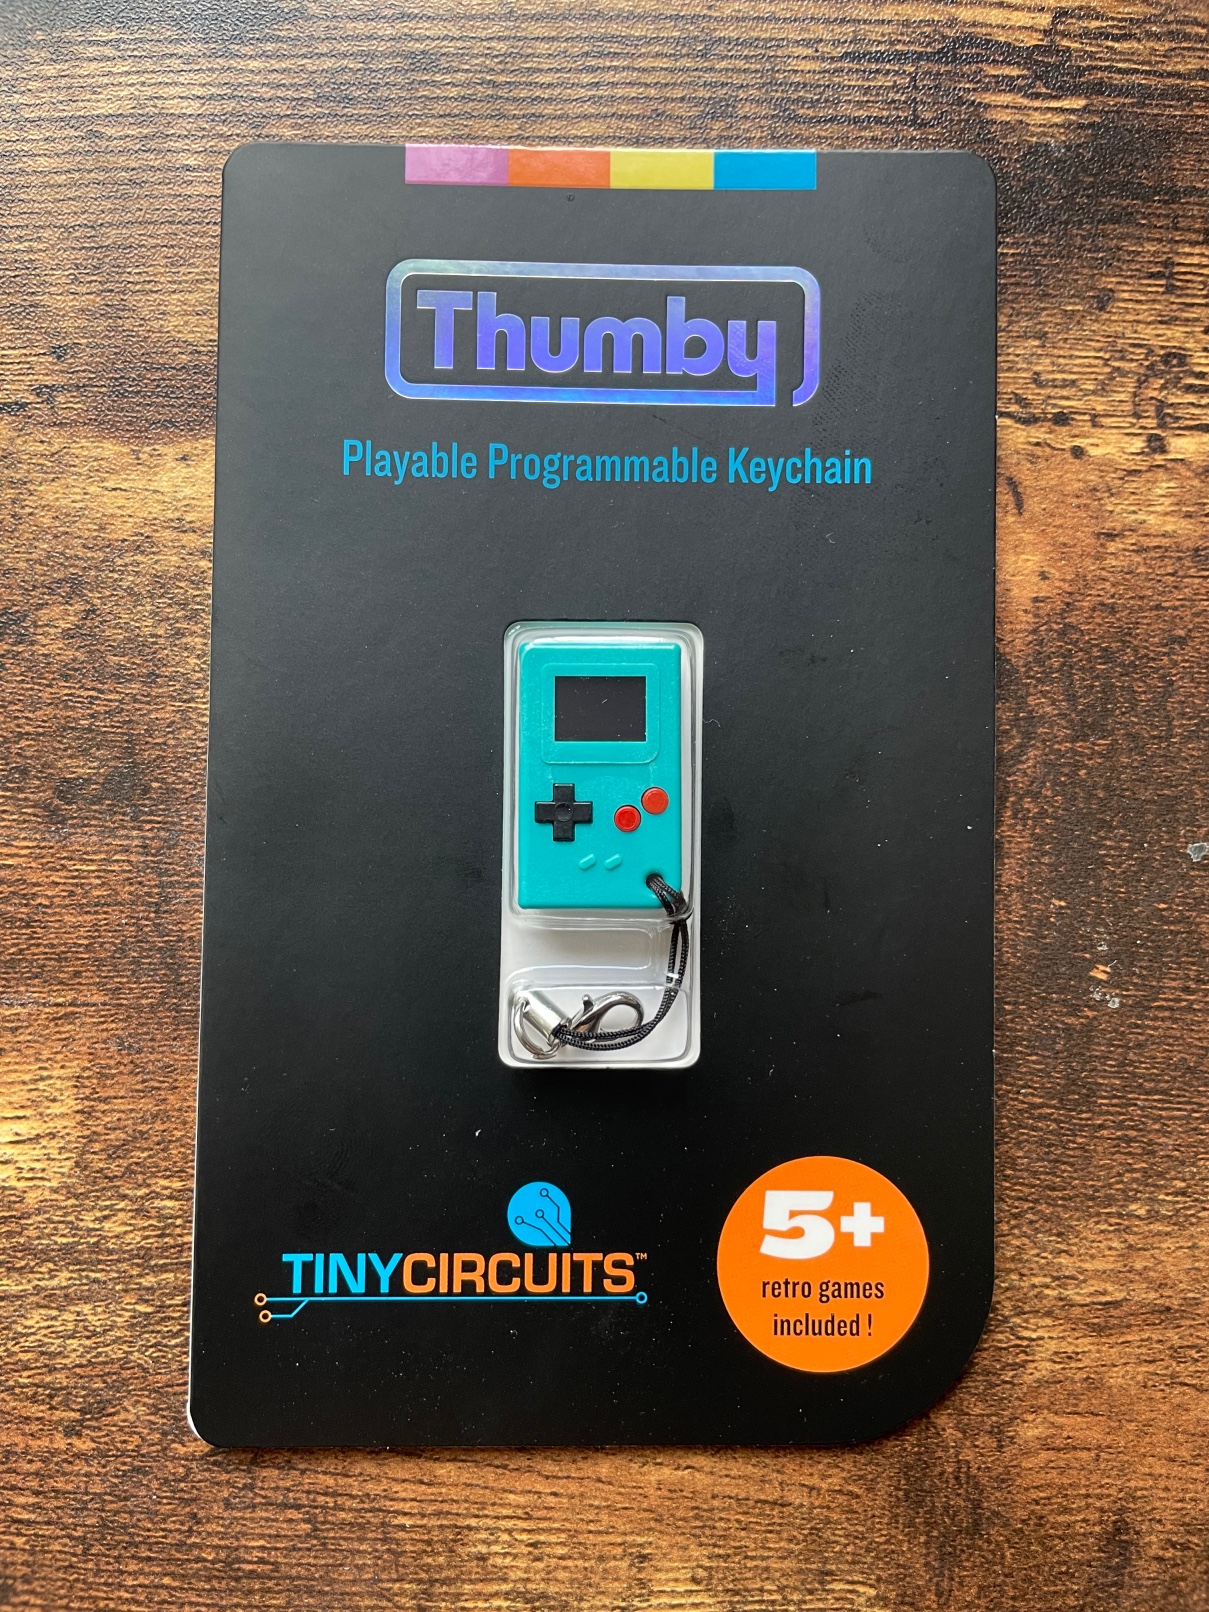 Thumby
Playable Programmable Keychain
TINYCIRCUITS™
5+
retro games
included !